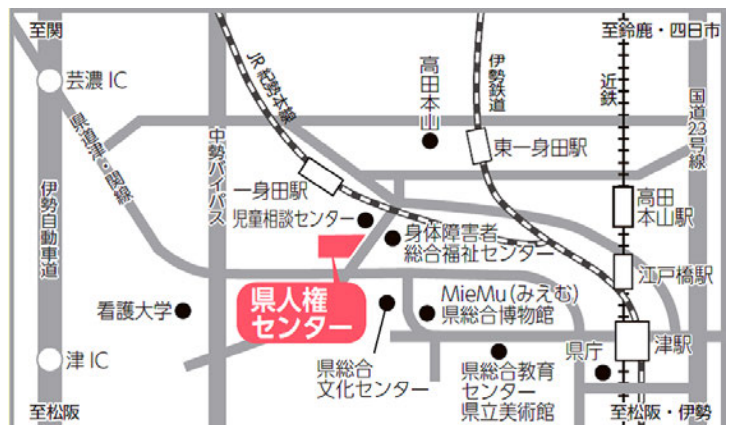 至関
至鈴鹿・四日市
芸濃IC
県道津・関線
伊勢自動車道
中勢バイパス
JR紀勢本線
高田本山
伊勢鉄道
近鉄
国道23号線
東一身田駅
一身田駅
高田
本山駅
児童相談センター
身体障害者
総合福祉センター
江戸橋駅
県人権
センター
看護大学
MieMu(みえむ)
県総合博物館
津IC
県総合
文化センター
県総合教育
センター
県立美術館
県庁
津駅
至松阪
至松阪・伊勢